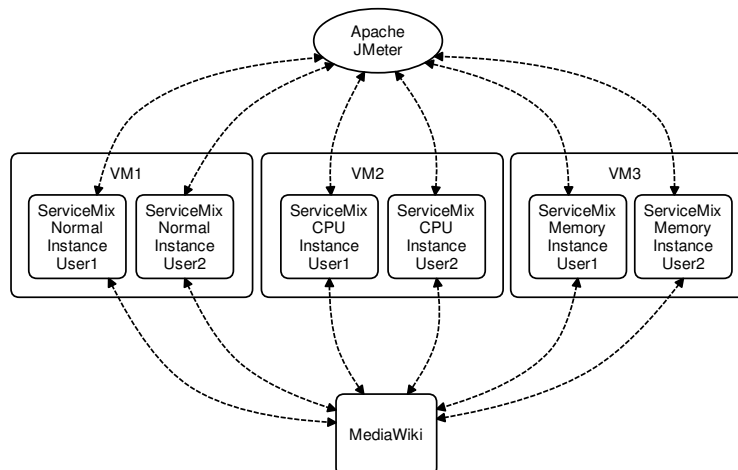 Apache
JMeter
VM1
ServiceMix
Normal
Instance
User1
ServiceMix
Normal
Instance
User2
VM2
ServiceMix
CPU
Instance
User1
ServiceMix
CPU
Instance
User2
VM3
ServiceMix
Memory
Instance
User1
ServiceMix
Memory
Instance
User2
MediaWiki